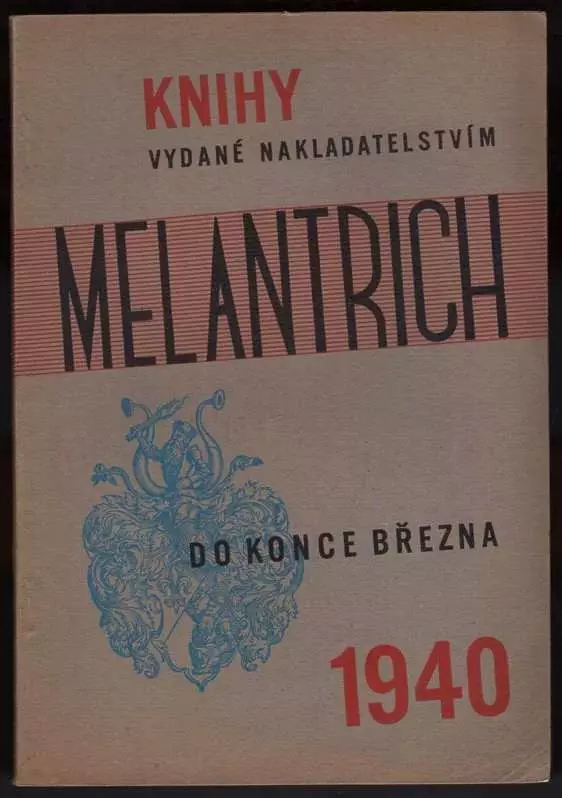 KNIHY
VYDANÉ NAKLADATELSTVÍM
MELANTRICH
DO KONCE BŘEZNA
1940